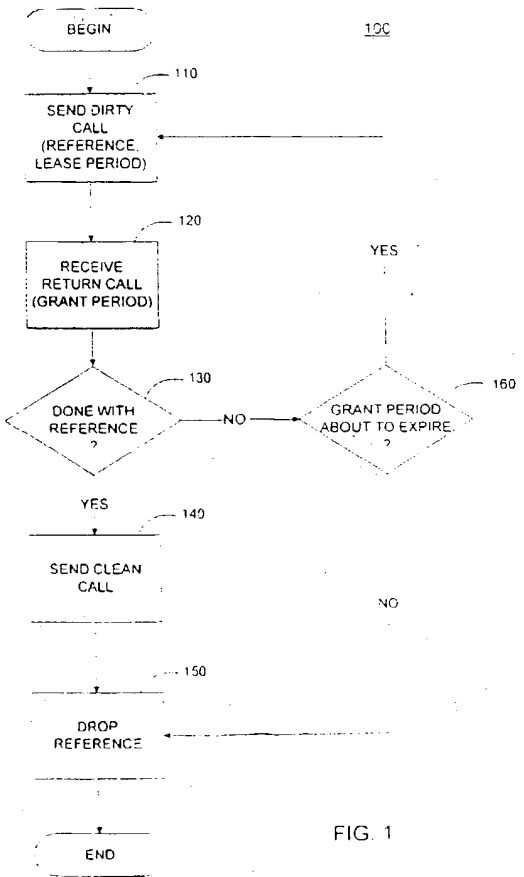 BEGIN
100
110
SEND DIRTY
CALL
(REFERENCE,
LEASE PERIOD)
120
RECEIVE
RETURN CALL
(GRANT PERIOD)
YES
130
DONE WITH
REFERENCE
?
NO
160
GRANT PERIOD
ABOUT TO EXPIRE
?
YES
140
SEND CLEAN
CALL
NO
150
DROP
REFERENCE
END
FIG. 1